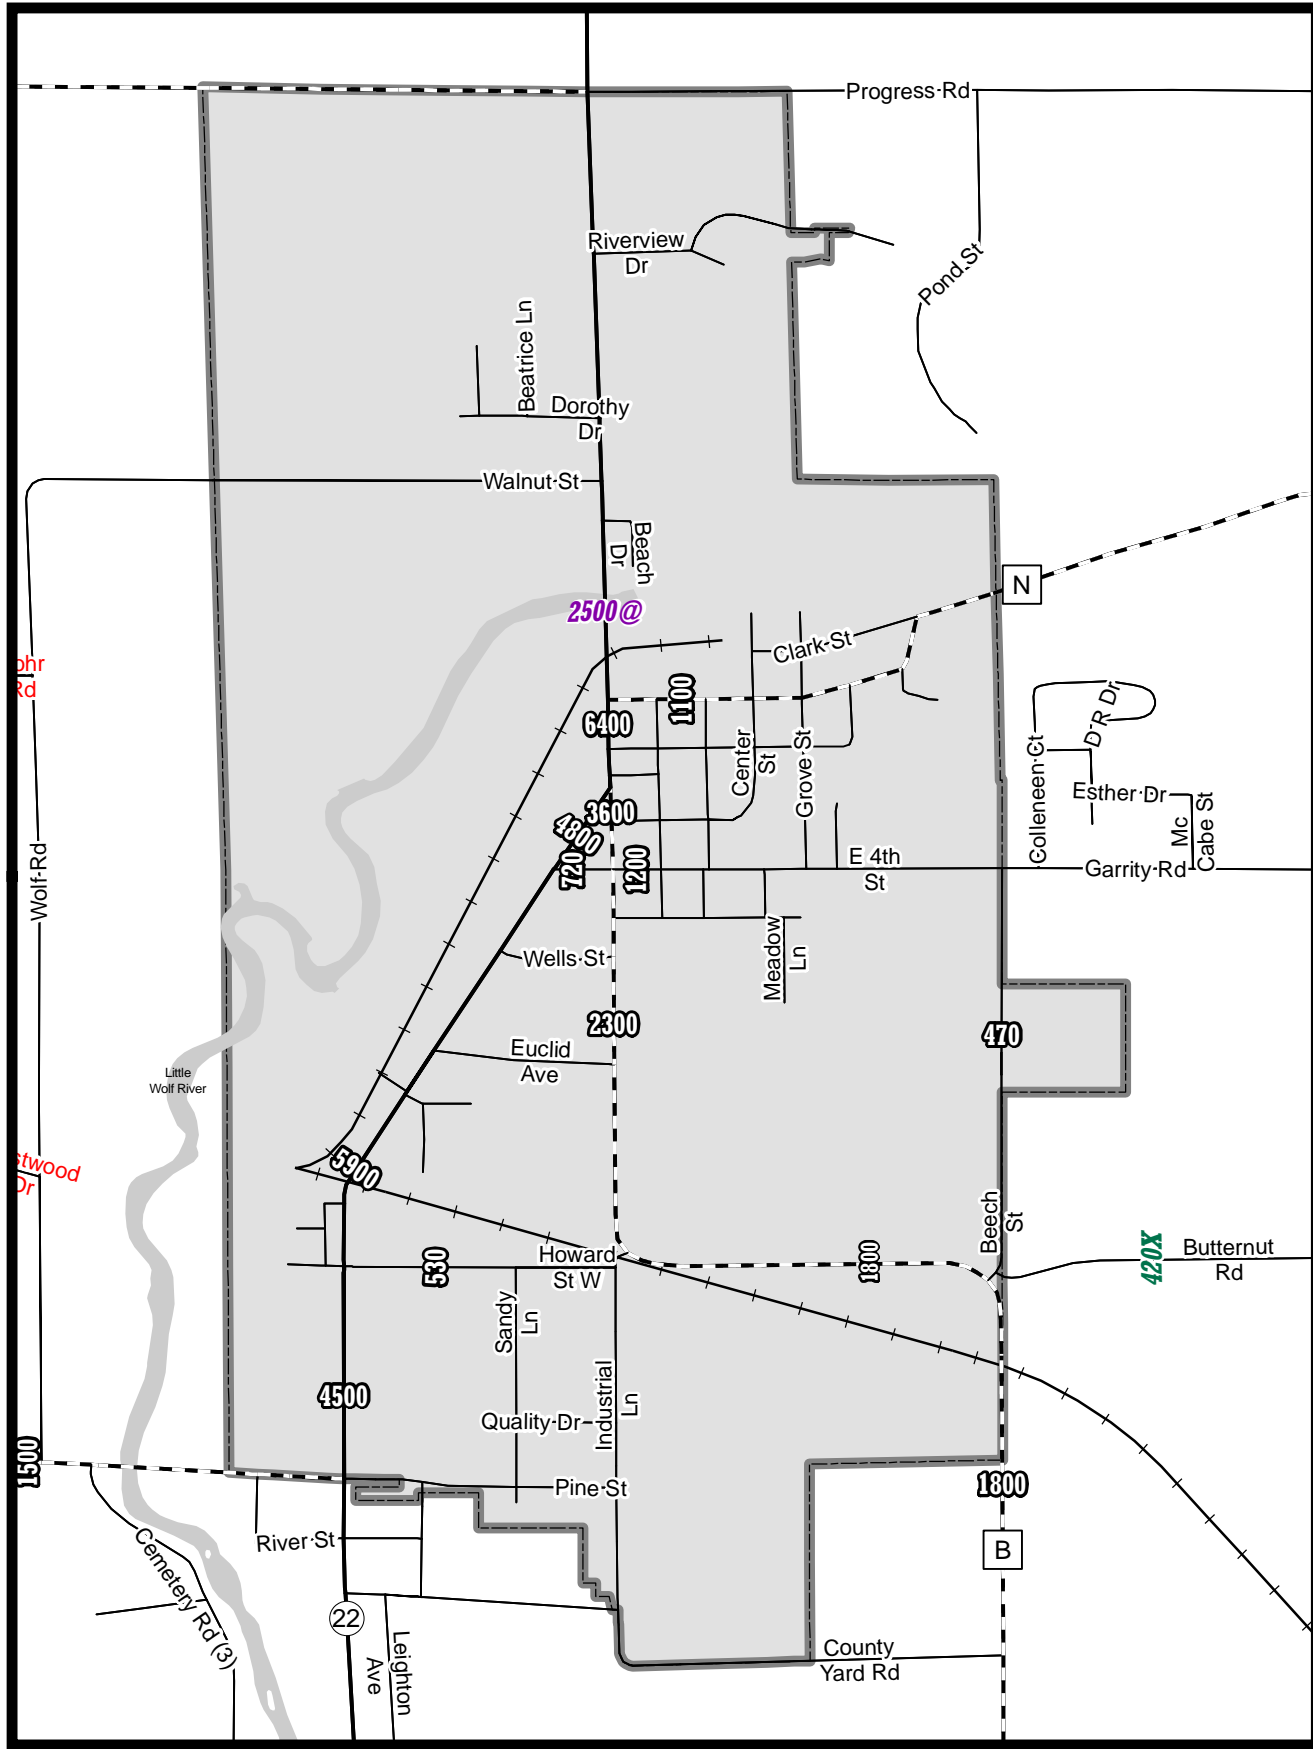 Progress Rd
Riverview
Dr
Pond St
Beatrice Ln
Dorothy
Dr
Walnut St
Beach
Dr
N
2500@
Clark St
ohr
Rd
1100
6400
Center
St
Grove St
D R Dr
Colleneen Ct
Esther Dr
Mc
Cabe St
3600
4800
720
1200
E 4th
St
Garrity Rd
Wolf Rd
Wells St
Meadow
Ln
2300
470
Euclid
Ave
Little
Wolf River
stwood
Dr
5900
Beech
St
530
Howard
St W
1800
420X
Butternut
Rd
Sandy
Ln
Industrial
Ln
4500
Quality Dr
1500
Pine St
1800
River St
B
Cemetery Rd (3)
22
Leighton
Ave
County
Yard Rd